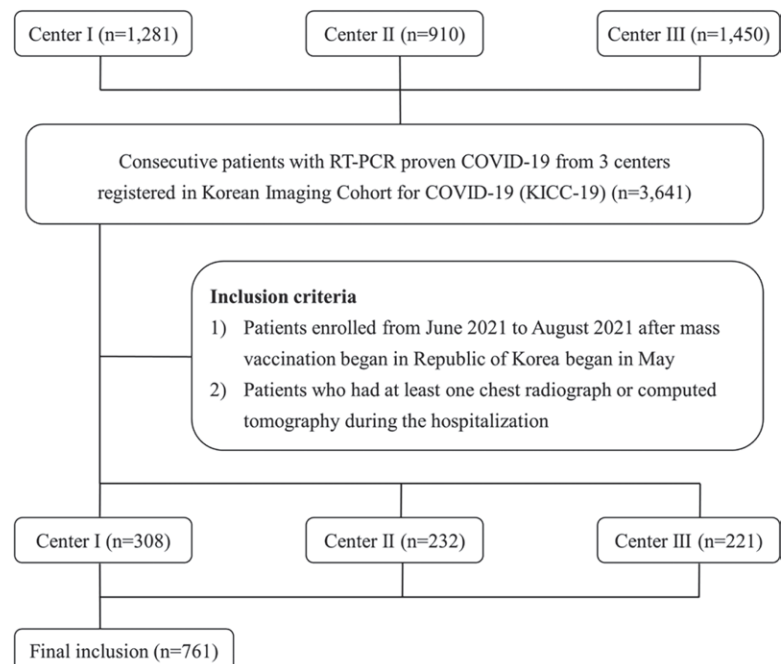 Center I (n=1,281)
Center II (n=910)
Center III (n=1,450)
Consecutive patients with RT-PCR proven COVID-19 from 3 centers
registered in Korean Imaging Cohort for COVID-19 (KICC-19) (n=3,641)
Inclusion criteria
1) Patients enrolled from June 2021 to August 2021 after mass
vaccination began in Republic of Korea began in May
2) Patients who had at least one chest radiograph or computed
tomography during the hospitalization
Center I (n=308)
Center II (n=232)
Center III (n=221)
Final inclusion (n=761)